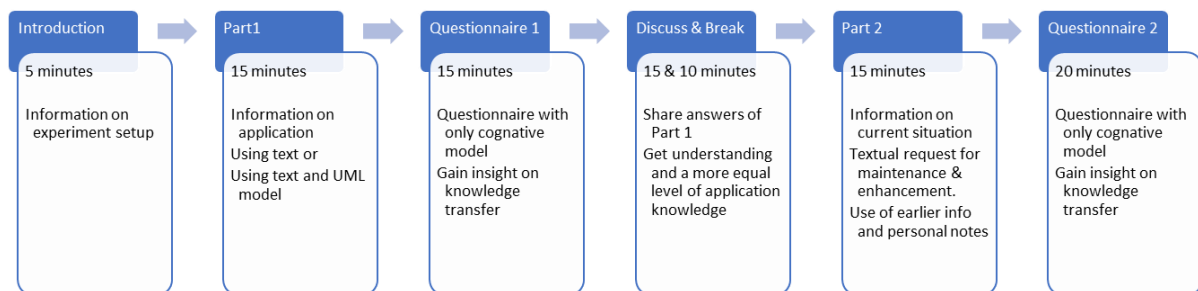 Introduction
5 minutes
Information on
experiment setup
Part1
15 minutes
Information on
application
Using text or
Using text and UML
model
Questionnaire 1
15 minutes
Questionnaire with
only cognative
model
Gain insight on
knowledge
transfer
Discuss & Break
15 & 10 minutes
Share answers of
Part 1
Get understanding
and a more equal
level of application
knowledge
Part 2
15 minutes
Information on
current situation
Textual request for
maintenance &
enhancement.
Use of earlier info
and personal notes
Questionnaire 2
20 minutes
Questionnaire with
only cognative
model
Gain insight on
knowledge
transfer